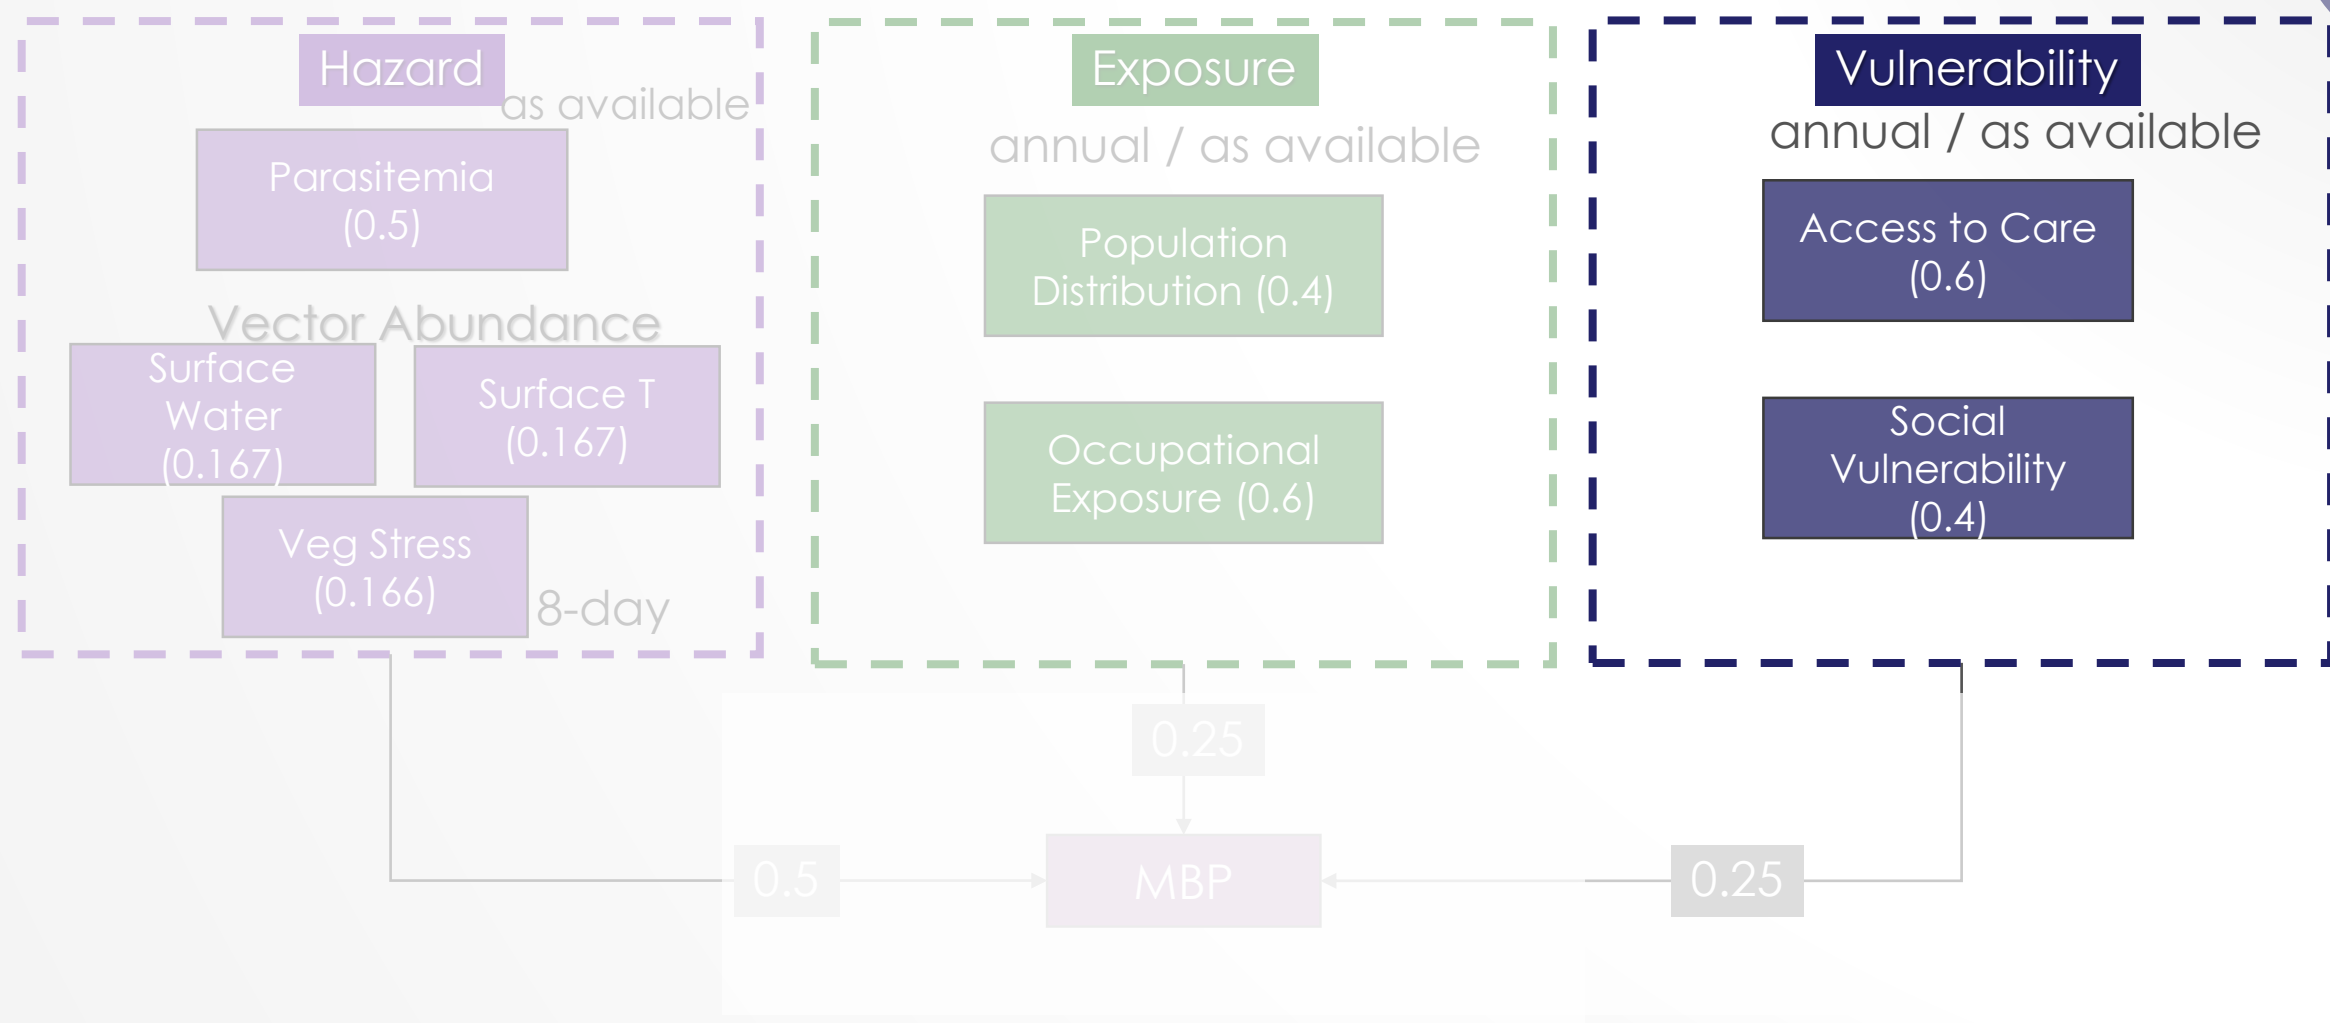 Hazard
as available
Parasitemia
(0.5)
Vector Abundance
Surface
Water
(0.167)
Surface T
(0.167)
Veg Stress
(0.166)
8-day
Exposure
annual / as available
Population
Distribution (0.4)
Occupational
Exposure (0.6)
Vulnerability
annual / as available
Access to Care
(0.6)
Social
Vulnerability
(0.4)
0.25
0.5
MBP
0.25